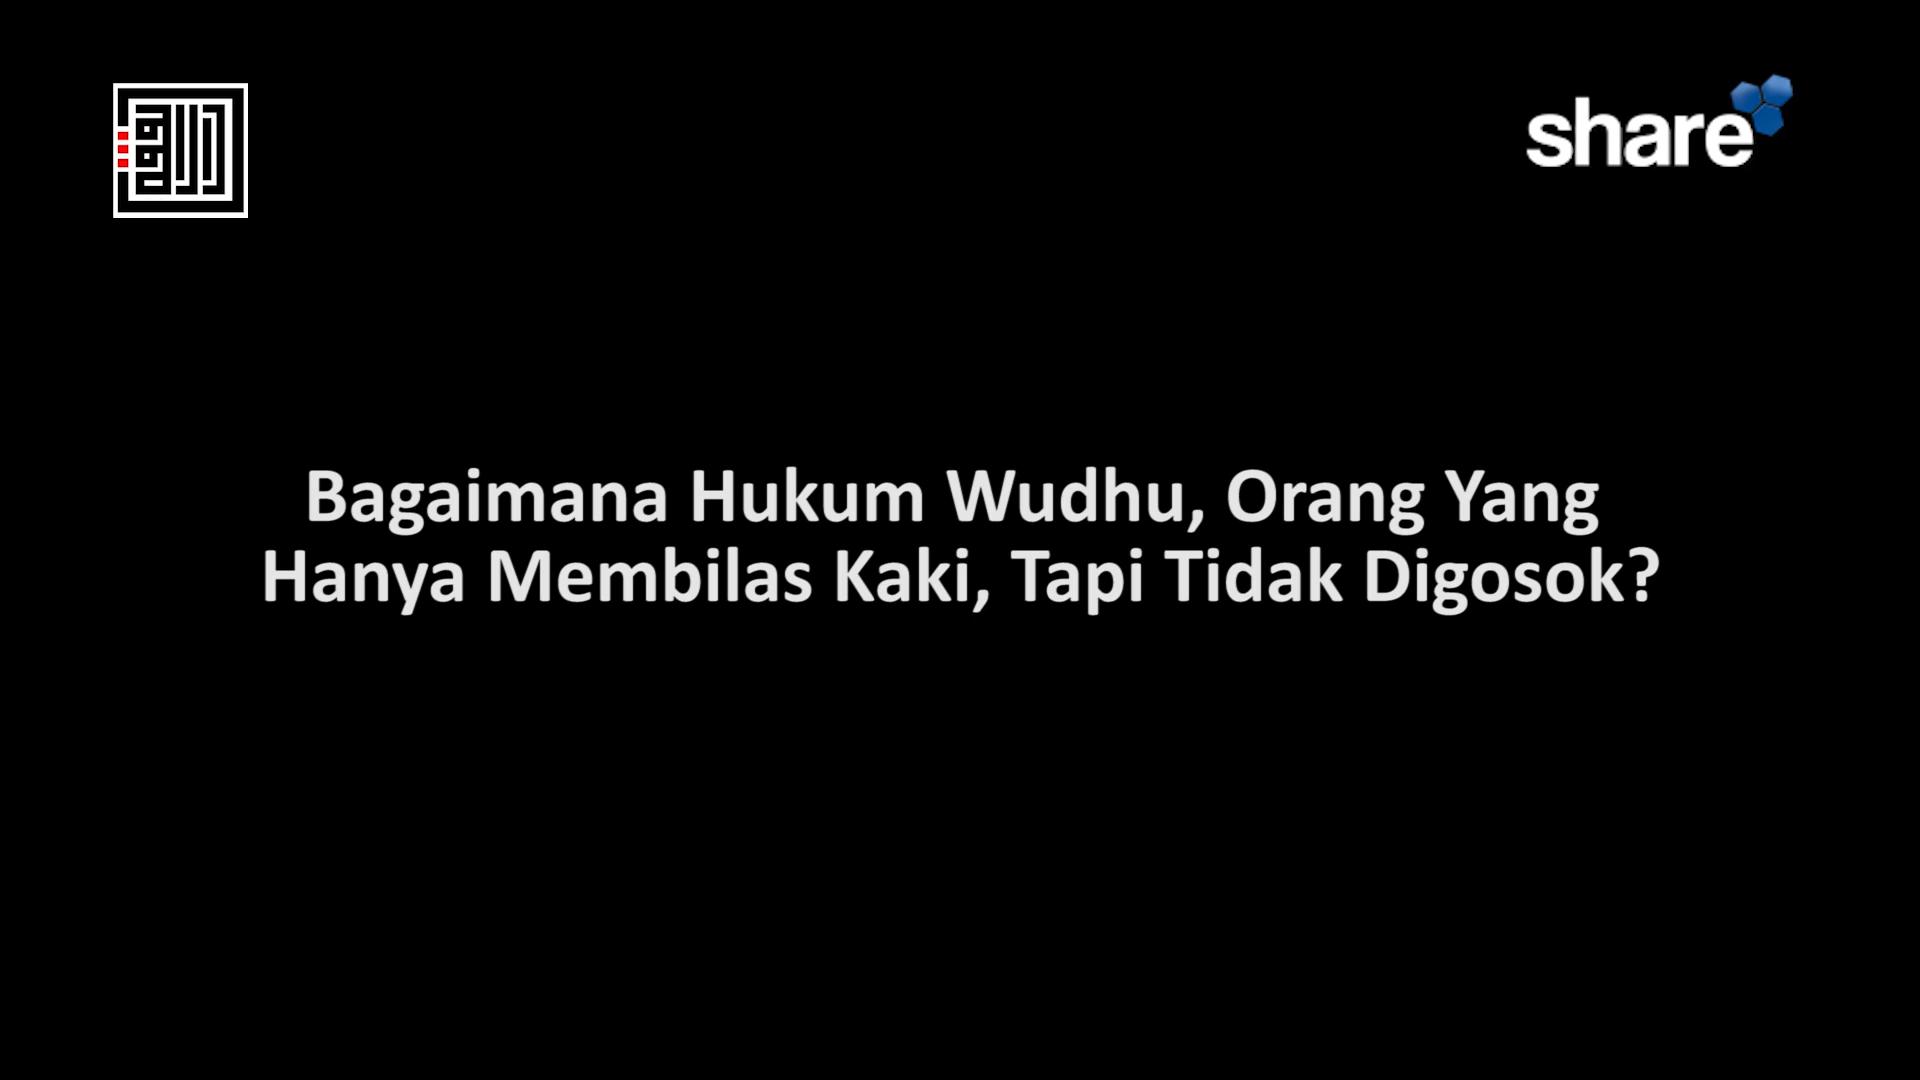 share
Bagaimana Hukum Wudhu, Orang Yang
Hanya Membilas Kaki, Tapi Tidak Digosok?